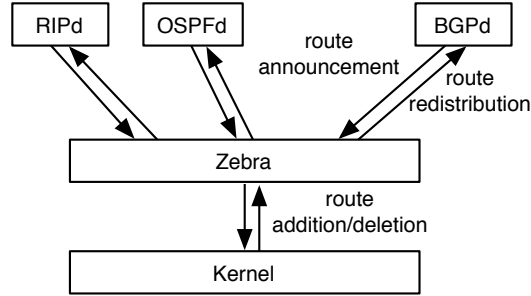 RIPd
OSPFd
BGPd
route
announcement
route
redistribution
Zebra
route
addition/deletion
Kernel